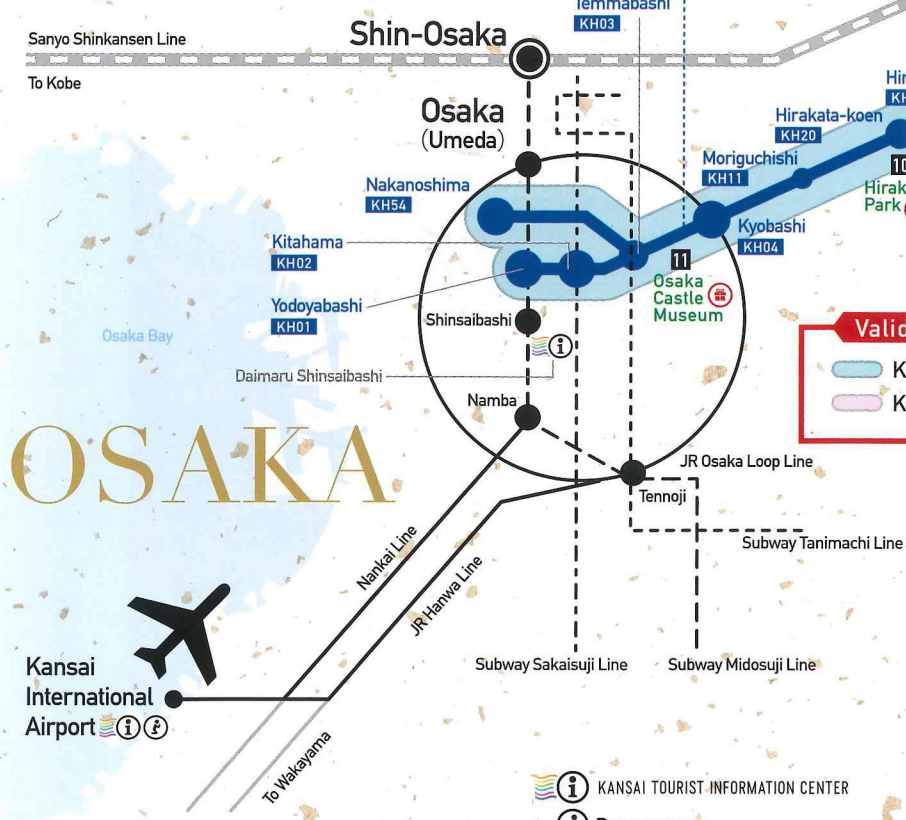 Temmabashi
KH03
Sanyo Shinkansen Line
Shin-Osaka
To Kobe
Osaka
(Umeda)
Hirakata-koen
KH20
Moriguchishi
KH11
10
Park
Nakanoshima
KH54
Kyobashi
KH04
Kitahama
KH02
11
Osaka
Castle
Museum
Yodoyabashi
KH01
Shinsaibashi
Osaka Bay
Daimaru Shinsaibashi
Namba
OSAKA
JR Osaka Loop Line
Tennoji
Subway Tanimachi Line
Nankai Line
JR Hanwa Line
Subway Sakaisuji Line
Subway Midosuji Line
Kansai
International
Airport
To Wakayama
KANSAI TOURIST INFORMATION CENTER